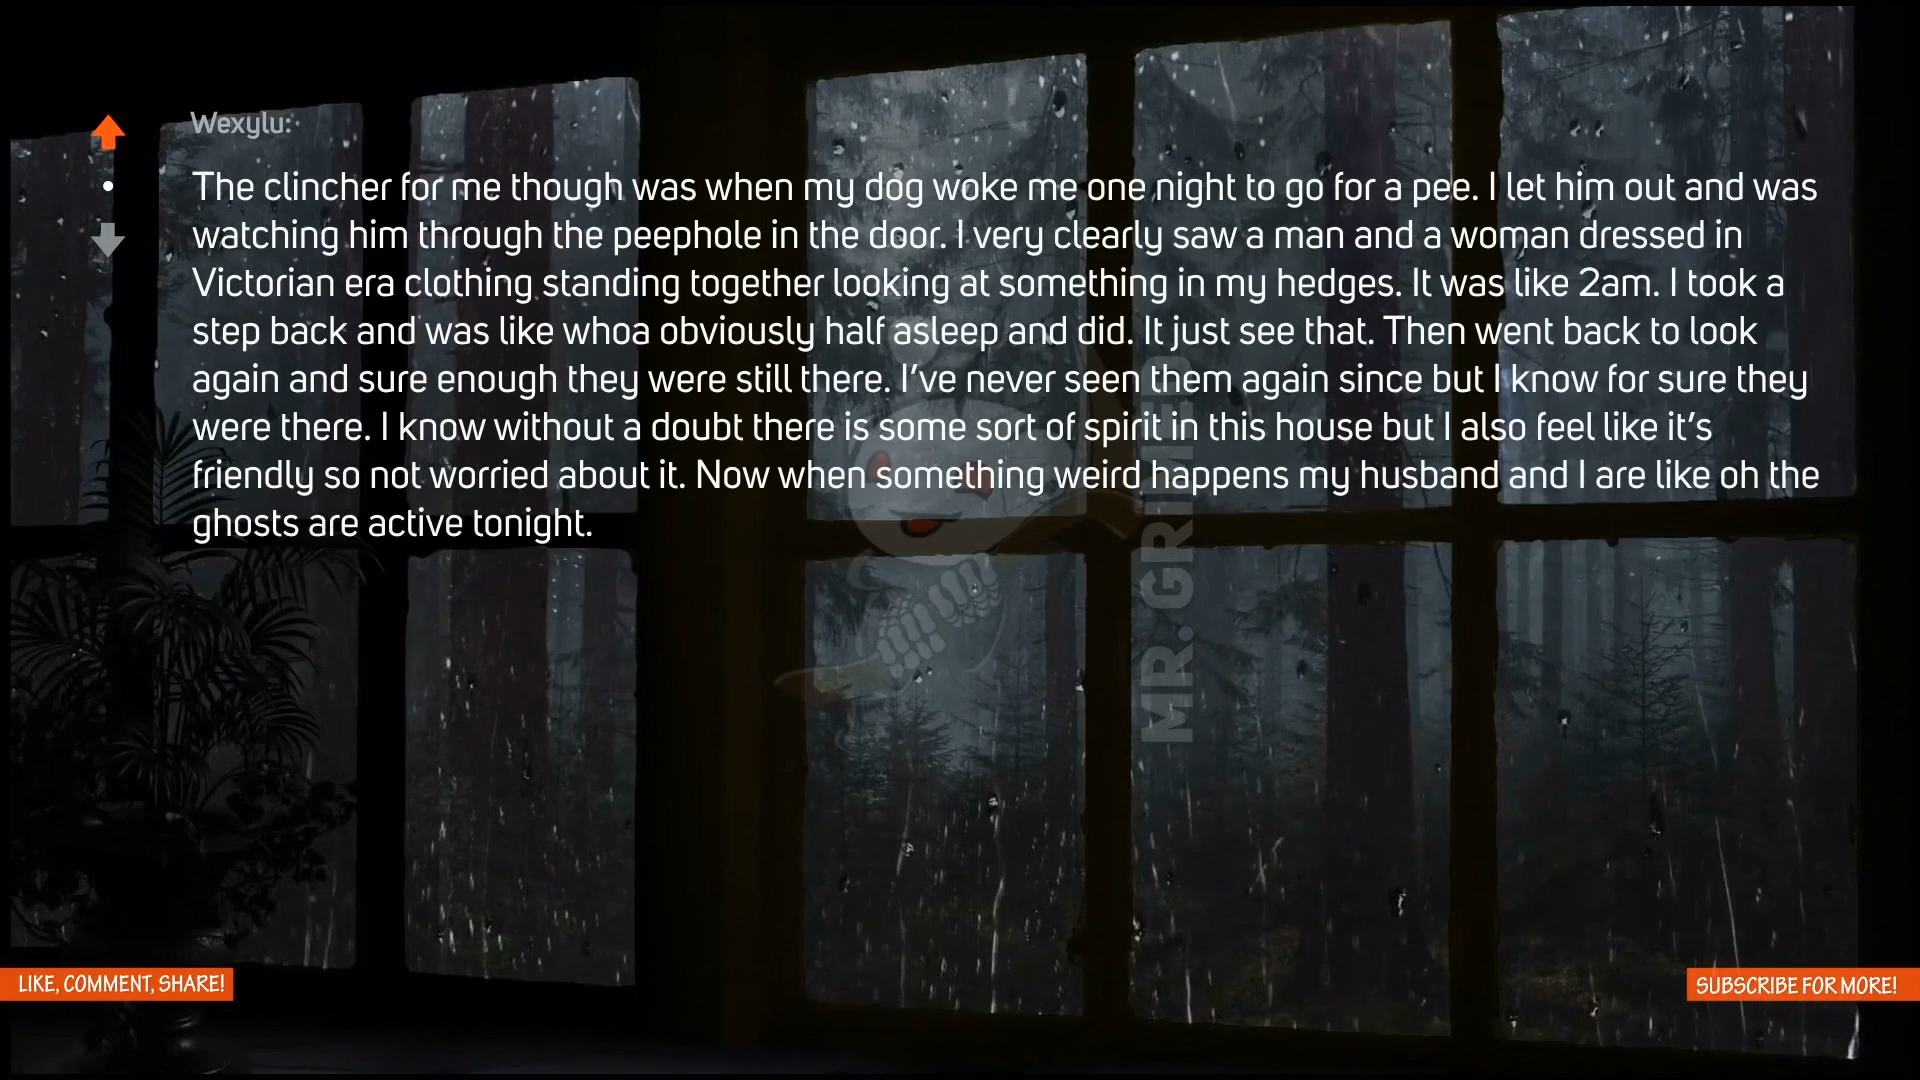 Wexylu:
The clincher for me though was when my dog woke me one night to go for a pee. I let him out and was
watching him through the peephole in the door. I very clearly saw a man and a woman dressed in
Victorian era clothing standing together looking at something in my hedges. It was like 2am. I took a
step back and was like whoa obviously half asleep and did. It just see that. Then went back to look
again and sure enough they were still there. I’ve never seen them again since but I know for sure they
were there. I know without a doubt there is some sort of spirit in this house but I also feel like it’s
friendly so not worried about it. Now when something weird happens my husband and I are like oh the
ghosts are active tonight.
MR. GRIMMP
LIKE, COMMENT, SHARE!
SUBSCRIBE FOR MORE!